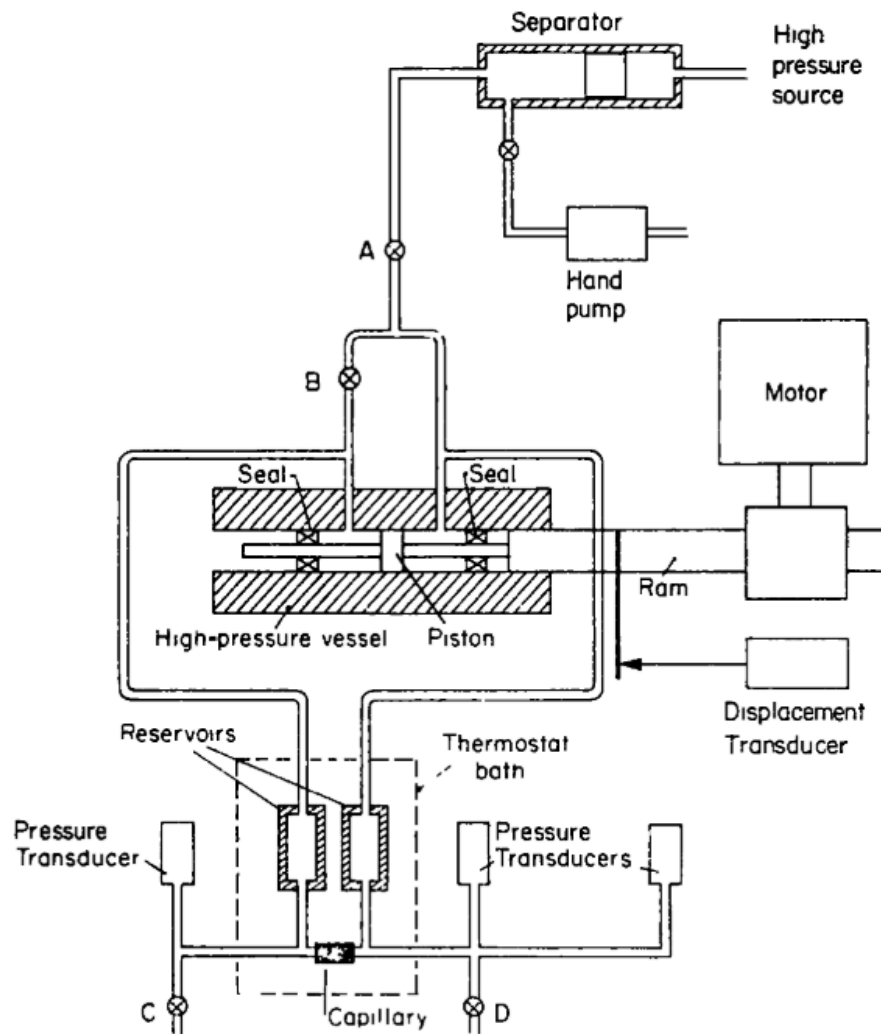 Separator
High
pressure
source
A
Hand
pump
B
Motor
Seal
Seal
Ram
High-pressure vessel
Piston
Displacement
Transducer
Reservoirs
Thermostat
bath
Pressure
Transducer
Pressure
Transducers
C
Capillary
D